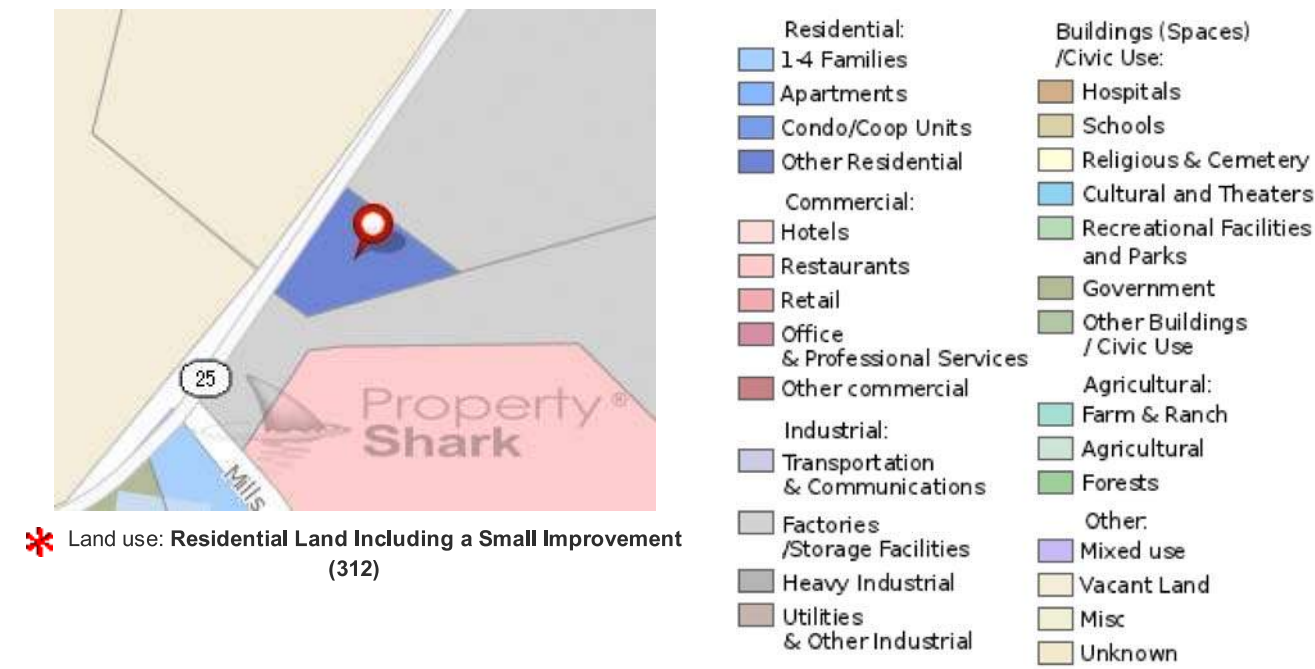 25
Property®
Shark
Mills
Land use: Residential Land Including a Small Improvement
(312)
Residential:
1-4 Families
Apartments
Condo/Coop Units
Other Residential
Commercial:
Hotels
Restaurants
Retail
Office
& Professional Services
Other commercial
Industrial:
Transportation
& Communications
Factories
/Storage Facilities
Heavy Industrial
Utilities
& Other Industrial
Buildings (Spaces)
/Civic Use:
Hospitals
Schools
Religious & Cemetery
Cultural and Theaters
Recreational Facilities
and Parks
Government
Other Buildings
/ Civic Use
Agricultural:
Farm & Ranch
Agricultural
Forests
Other:
Mixed use
Vacant Land
Misc
Unknown